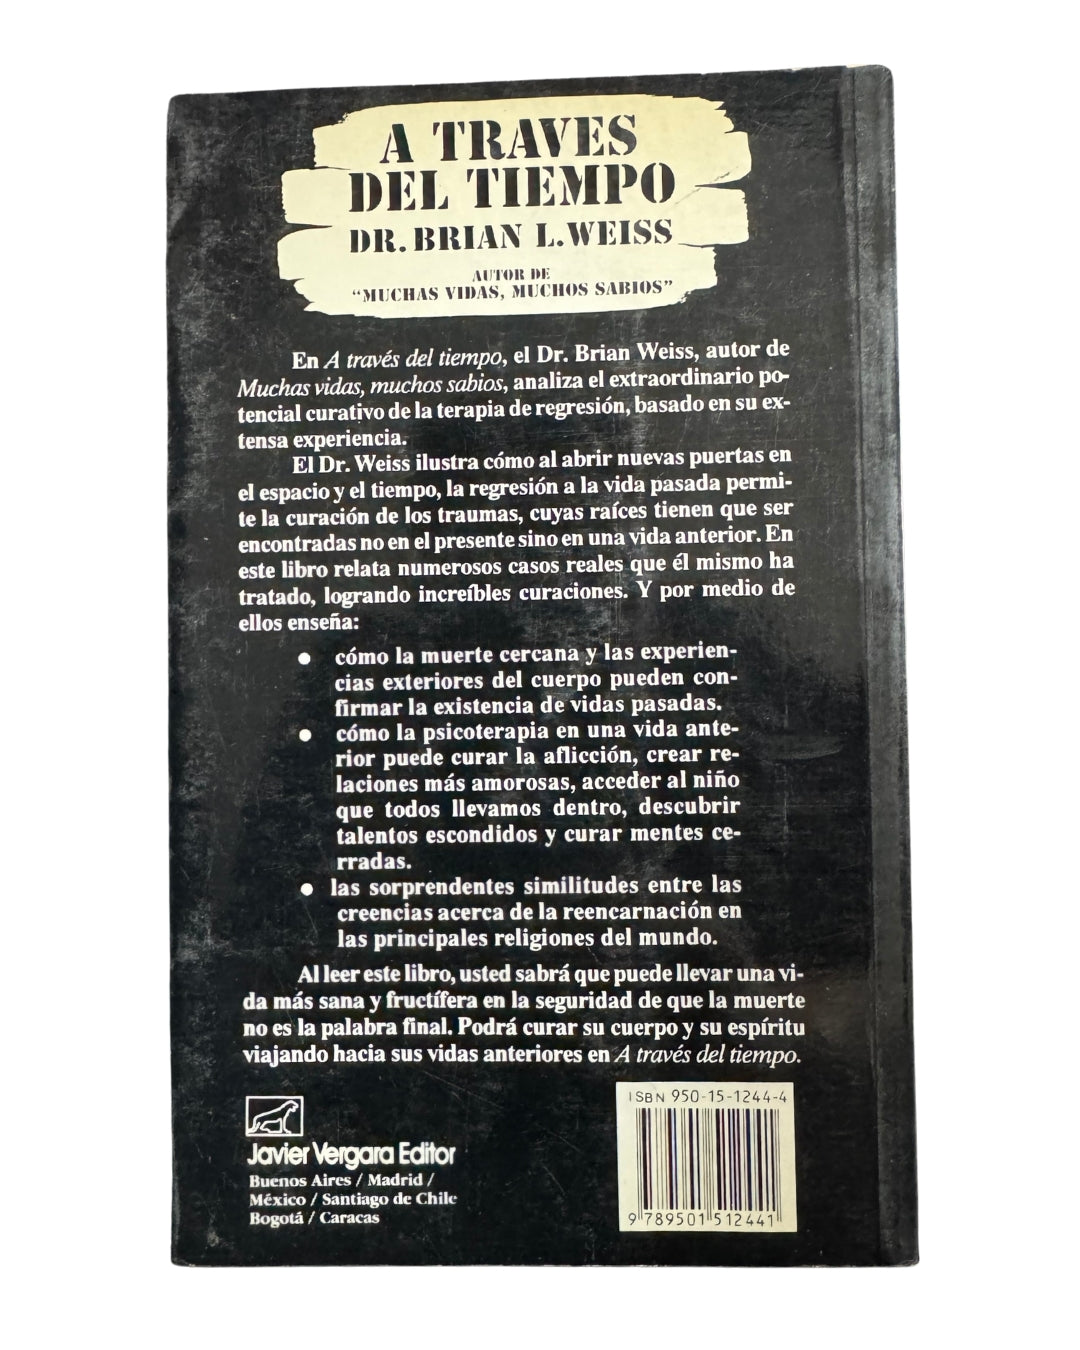 A TRAVES
DEL TIEMPO
DR. BRIAN L. WEISS
AUTOR DE
“MUCHAS VIDAS, MUCHOS SABIOS”
En A través del tiempo, el Dr. Brian Weiss, autor de
Muchas vidas, muchos sabios, analiza el extraordinario po-
tencial curativo de la terapia de regresión, basado en su ex-
tensa experiencia.
El Dr. Weiss ilustra cómo al abrir nuevas puertas en
el espacio y el tiempo, la regresión a la vida pasada permi-
te la curación de los traumas, cuyas raíces tienen que ser
encontradas no en el presente sino en una vida anterior. En
este libro relata numerosos casos reales que él mismo ha
tratado, logrando increíbles curaciones. Y por medio de
ellos enseña:
● cómo la muerte cercana y las experien-
cias exteriores del cuerpo pueden con-
firmar la existencia de vidas pasadas.
● cómo la psicoterapia en una vida ante-
rior puede curar la aflicción, crear re-
laciones más amorosas, acceder al niño
que todos llevamos dentro, descubrir
talentos escondidos y curar mentes ce-
rradas.
● las sorprendentes similitudes entre las
creencias acerca de la reencarnación en
las principales religiones del mundo.
Al leer este libro, usted sabrá que puede llevar una vi-
da más sana y fructífera en la seguridad de que la muerte
no es la palabra final. Podrá curar su cuerpo y su espíritu
viajando hacia sus vidas anteriores en A través del tiempo.
ISBN 950-15-1244-4
Javier Vergara Editor
Buenos Aires / Madrid /
México / Santiago de Chile
Bogotá / Caracas
9 789501 512441